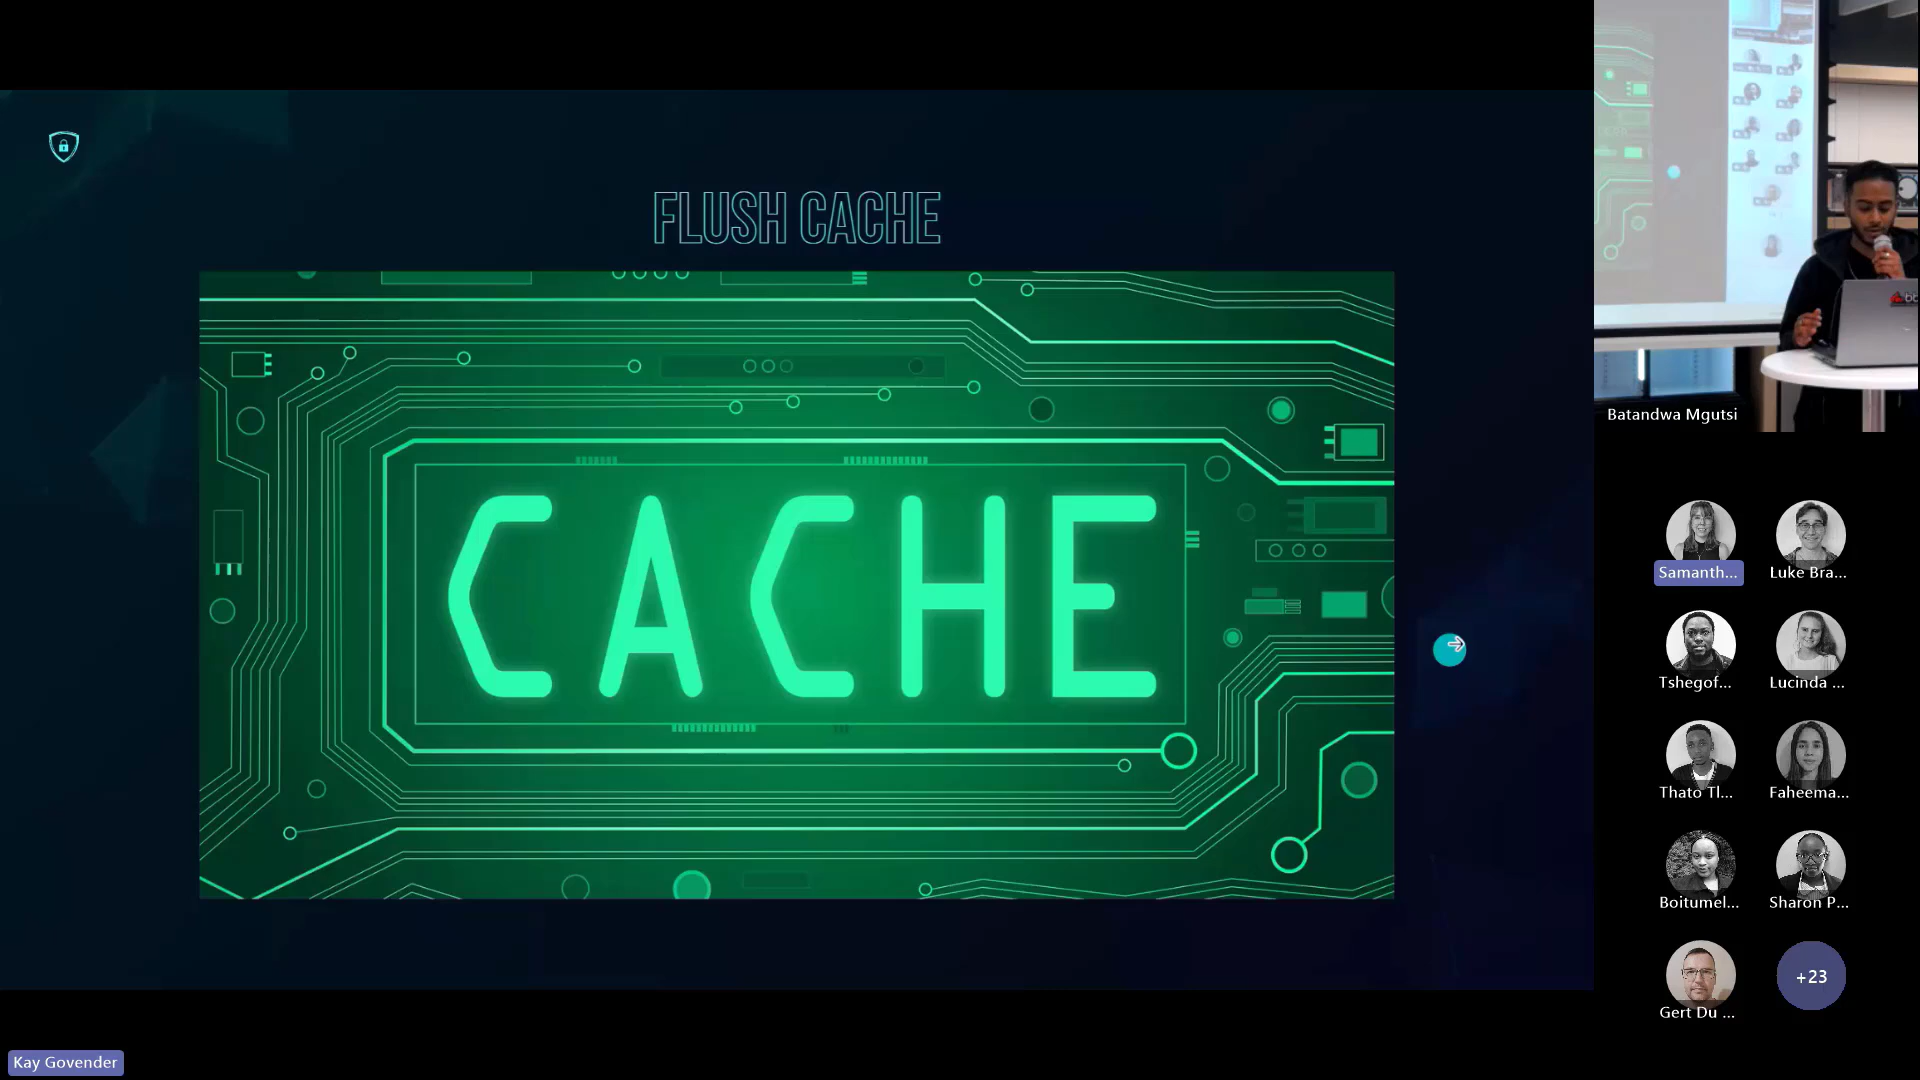 FLUSH CACHE
CACHE
Batandwa Mgutsi
Samanth...
Luke Bra...
Tshegof...
Lucinda ...
Thato Tl...
Faheema...
Boitumel...
Sharon P...
Gert Du ...
+23
Kay Govender